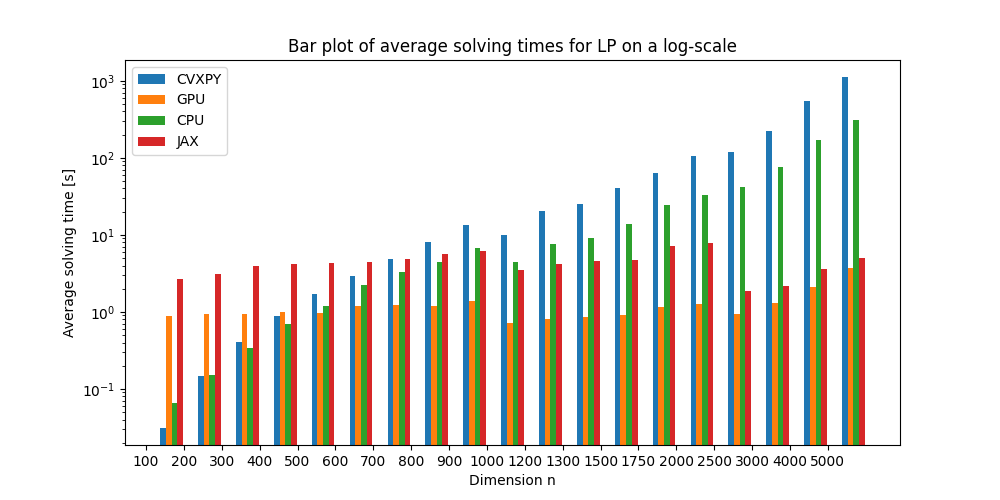 Bar plot of average solving times for LP on a log-scale
CVXPY
GPU
CPU
JAX
Average solving time [s]
10³
10²
10¹
10⁰
10⁻¹
100 200 300 400 500 600 700 800 900 1000 1200 1300 1500 1750 2000 2500 3000 4000 5000
Dimension n